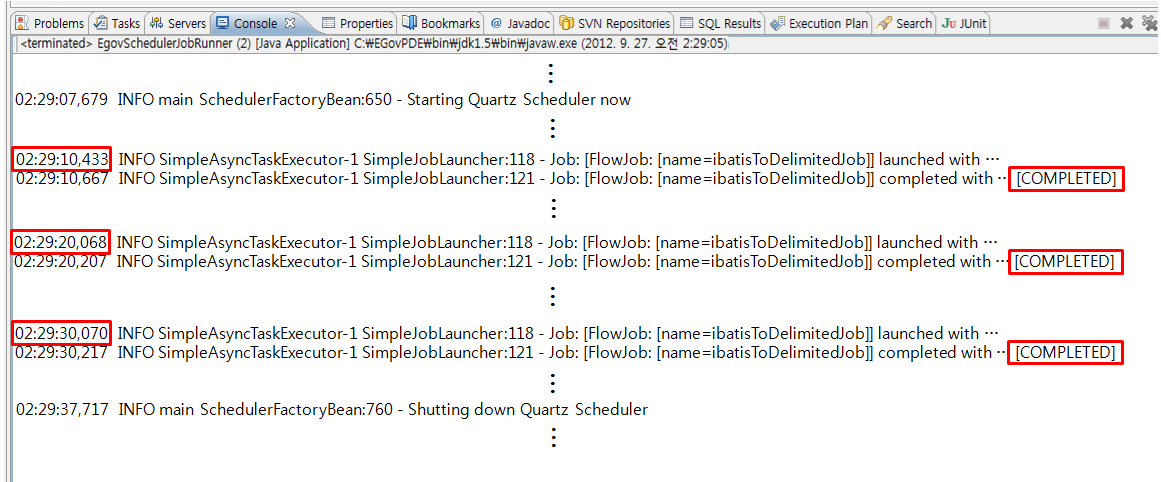 Problems Tasks Servers Console Properties Bookmarks @ Javadoc SVN Repositories SQL Results Execution Plan Search Ju JUnit
<terminated> EgovSchedulerJobRunner (2) [Java Application] C:₩EGovPDE₩bin₩jdk1.5₩bin₩javaw.exe (2012. 9. 27. 오전 2:29:05)
⋮
02:29:07,679 INFO main SchedulerFactoryBean:650 - Starting Quartz Scheduler now
⋮
02:29:10,433 INFO SimpleAsyncTaskExecutor-1 SimpleJobLauncher:118 - Job: [FlowJob: [name=ibatisToDelimitedJob]] launched with ⋯
02:29:10,667 INFO SimpleAsyncTaskExecutor-1 SimpleJobLauncher:121 - Job: [FlowJob: [name=ibatisToDelimitedJob]] completed with ⋯ [COMPLETED]
⋮
02:29:20,068 INFO SimpleAsyncTaskExecutor-1 SimpleJobLauncher:118 - Job: [FlowJob: [name=ibatisToDelimitedJob]] launched with ⋯
02:29:20,207 INFO SimpleAsyncTaskExecutor-1 SimpleJobLauncher:121 - Job: [FlowJob: [name=ibatisToDelimitedJob]] completed with ⋯ [COMPLETED]
⋮
02:29:30,070 INFO SimpleAsyncTaskExecutor-1 SimpleJobLauncher:118 - Job: [FlowJob: [name=ibatisToDelimitedJob]] launched with ⋯
02:29:30,217 INFO SimpleAsyncTaskExecutor-1 SimpleJobLauncher:121 - Job: [FlowJob: [name=ibatisToDelimitedJob]] completed with ⋯ [COMPLETED]
⋮
02:29:37,717 INFO main SchedulerFactoryBean:760 - Shutting down Quartz Scheduler
⋮